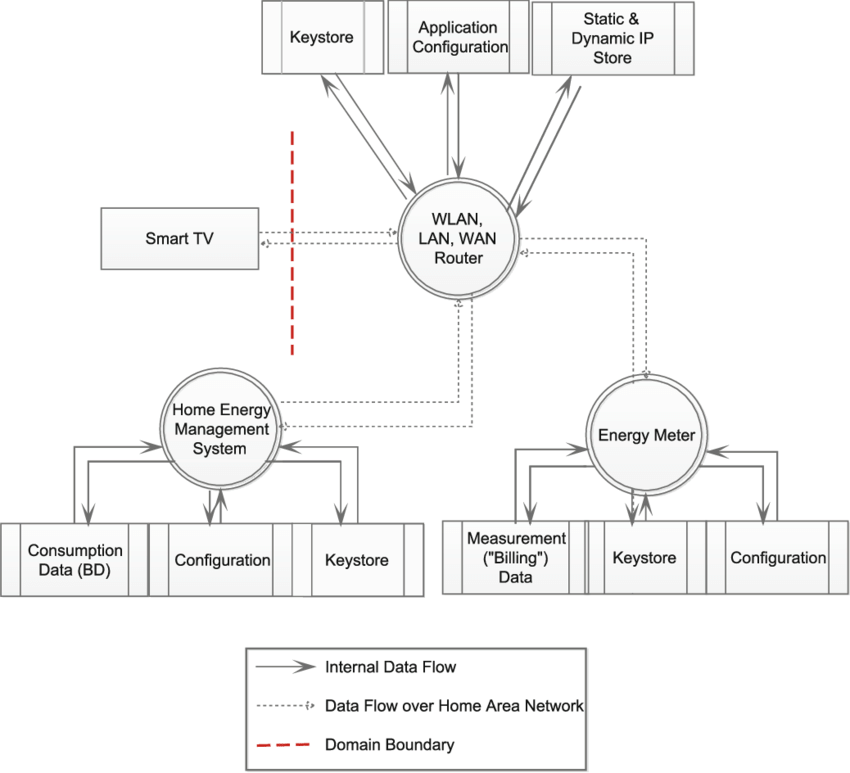 Keystore
Application
Configuration
Static &
Dynamic IP
Store
WLAN,
LAN, WAN
Router
Smart TV
Home Energy
Management
System
Energy Meter
Consumption
Data (BD)
Configuration
Keystore
Measurement
("Billing")
Data
Keystore
Configuration
Internal Data Flow
Data Flow over Home Area Network
Domain Boundary